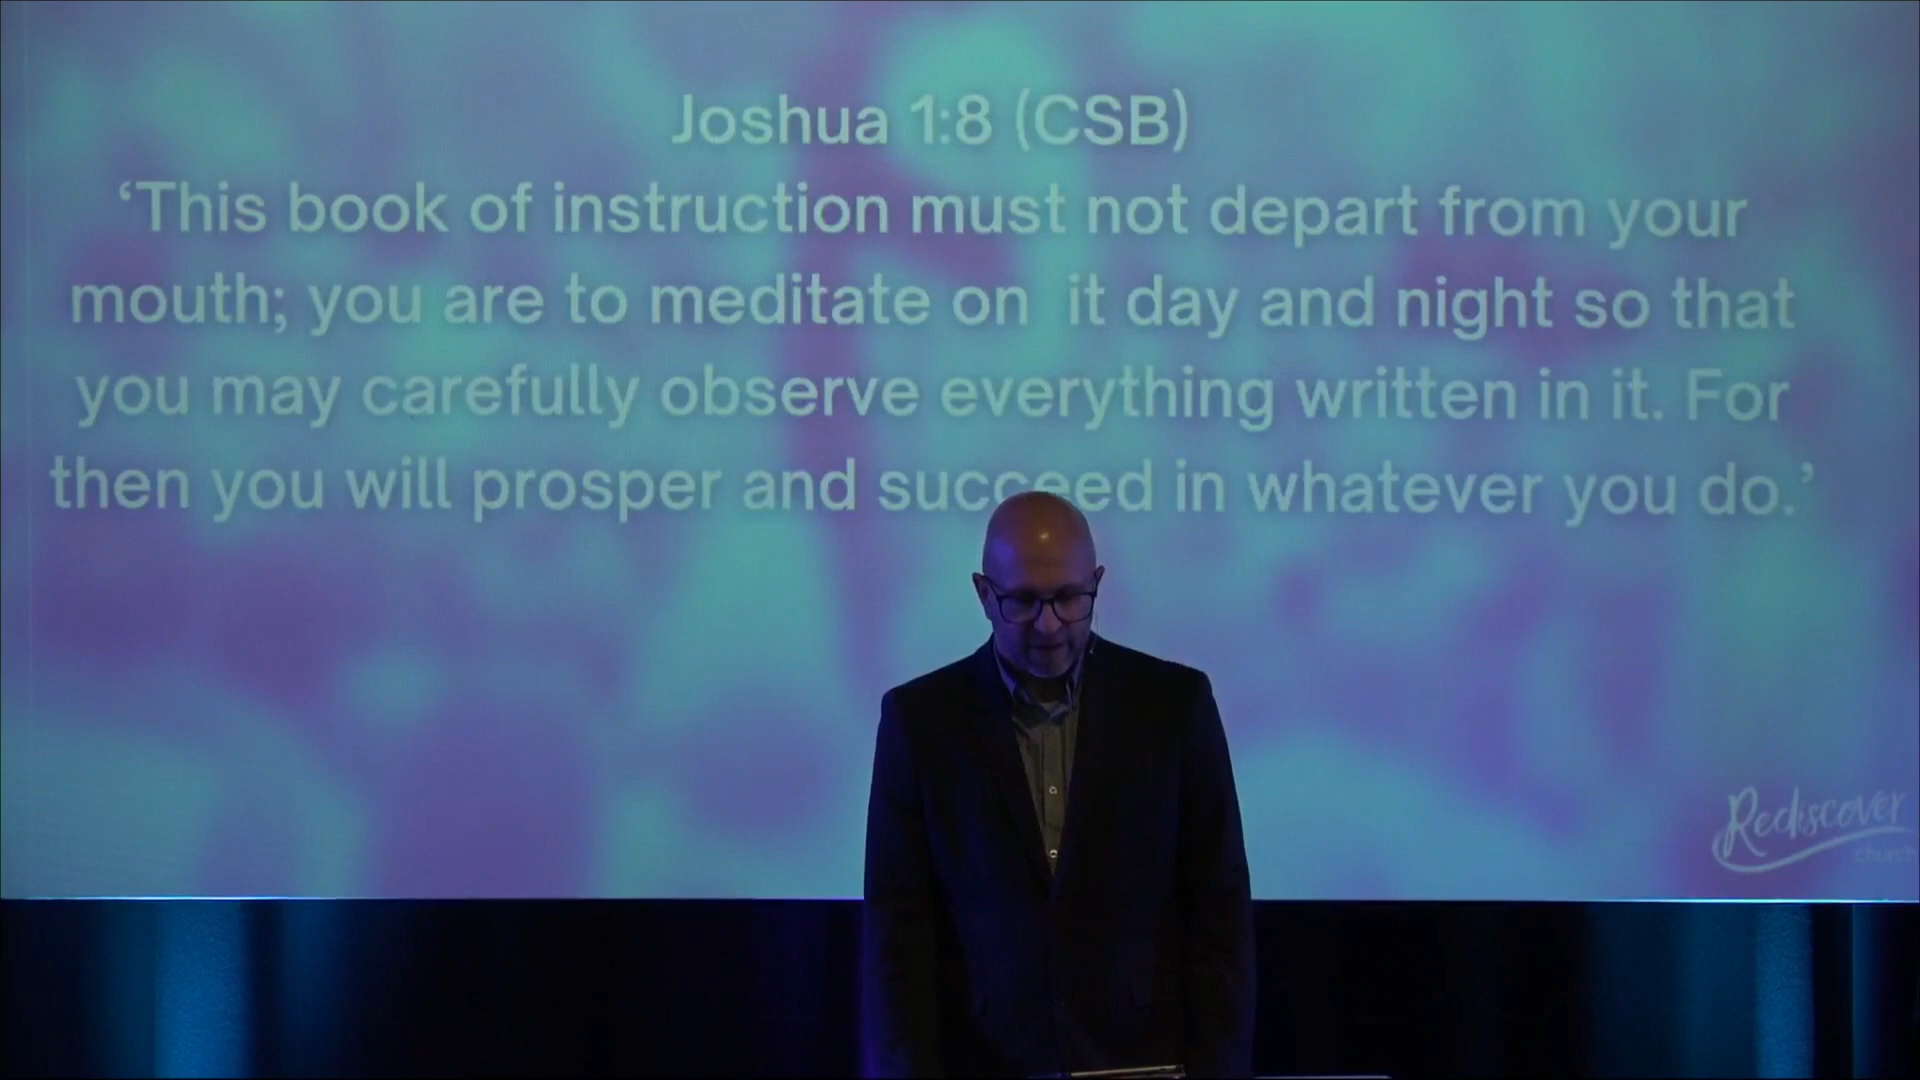 Joshua 1:8 (CSB)
‘This book of instruction must not depart from your
mouth; you are to meditate on it day and night so that
you may carefully observe everything written in it. For
then you will prosper and succeed in whatever you do.’
Rediscover
church